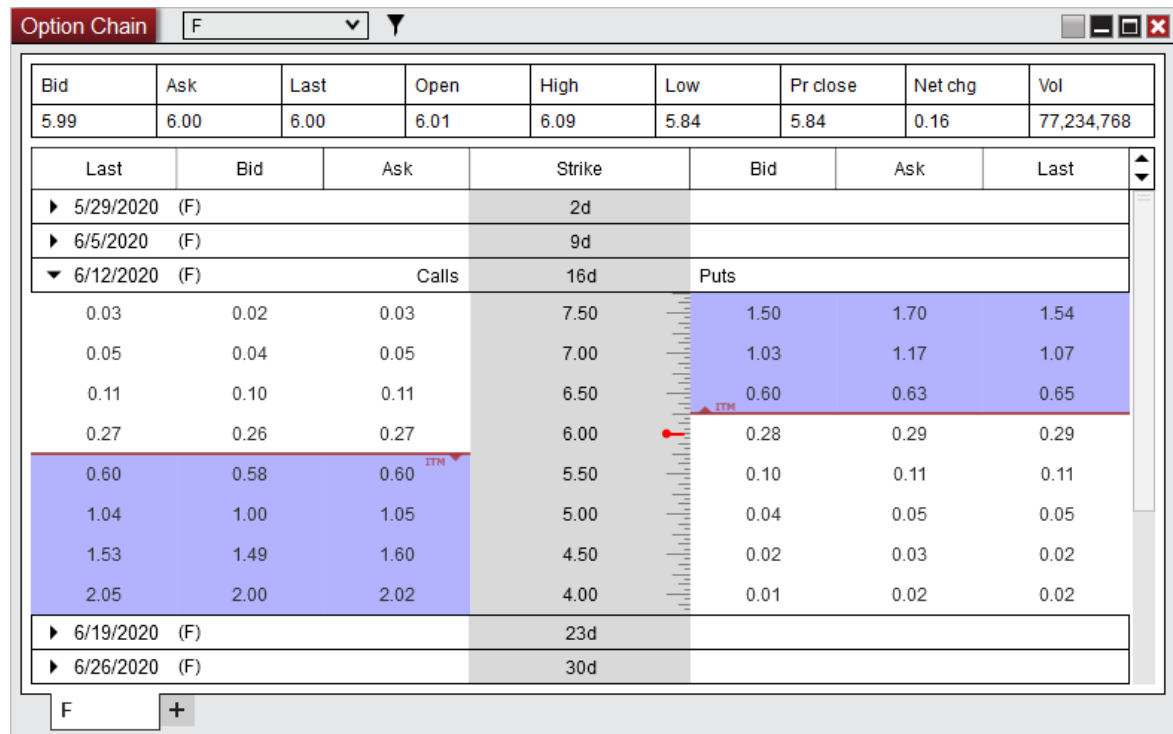 Option Chain F
Bid Ask Last Open High Low Pr close Net chg Vol
5.99 6.00 6.00 6.01 6.09 5.84 5.84 0.16 77,234,768
Last Bid Ask Strike Bid Ask Last
5/29/2020 (F) 2d
6/5/2020 (F) 9d
6/12/2020 (F) Calls 16d Puts
0.03 0.02 0.03 7.50 1.50 1.70 1.54
0.05 0.04 0.05 7.00 1.03 1.17 1.07
0.11 0.10 0.11 6.50 0.60 0.63 0.65
ITM
0.27 0.26 0.27 6.00 0.28 0.29 0.29
ITM
0.60 0.58 0.60 5.50 0.10 0.11 0.11
1.04 1.00 1.05 5.00 0.04 0.05 0.05
1.53 1.49 1.60 4.50 0.02 0.03 0.02
2.05 2.00 2.02 4.00 0.01 0.02 0.02
6/19/2020 (F) 23d
6/26/2020 (F) 30d
F +